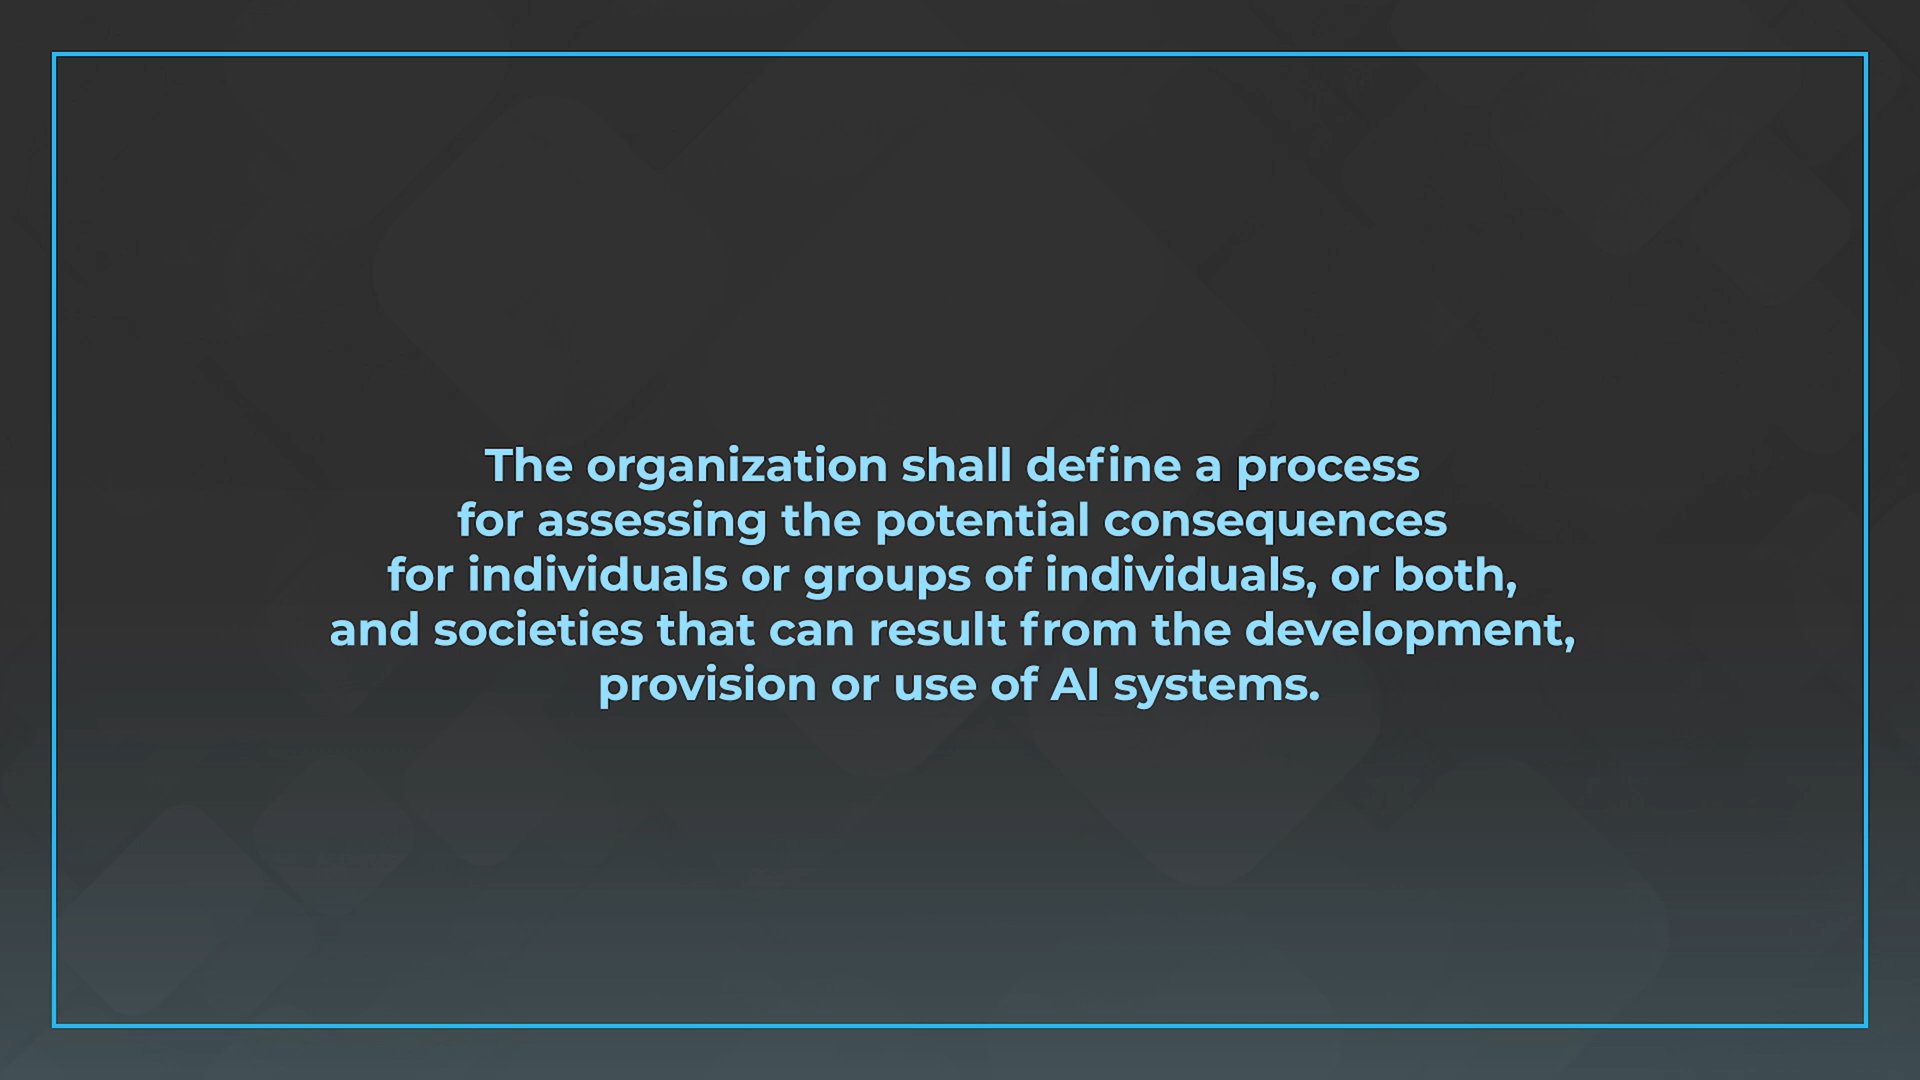 The organization shall define a process
for assessing the potential consequences
for individuals or groups of individuals, or both,
and societies that can result from the development,
provision or use of AI systems.